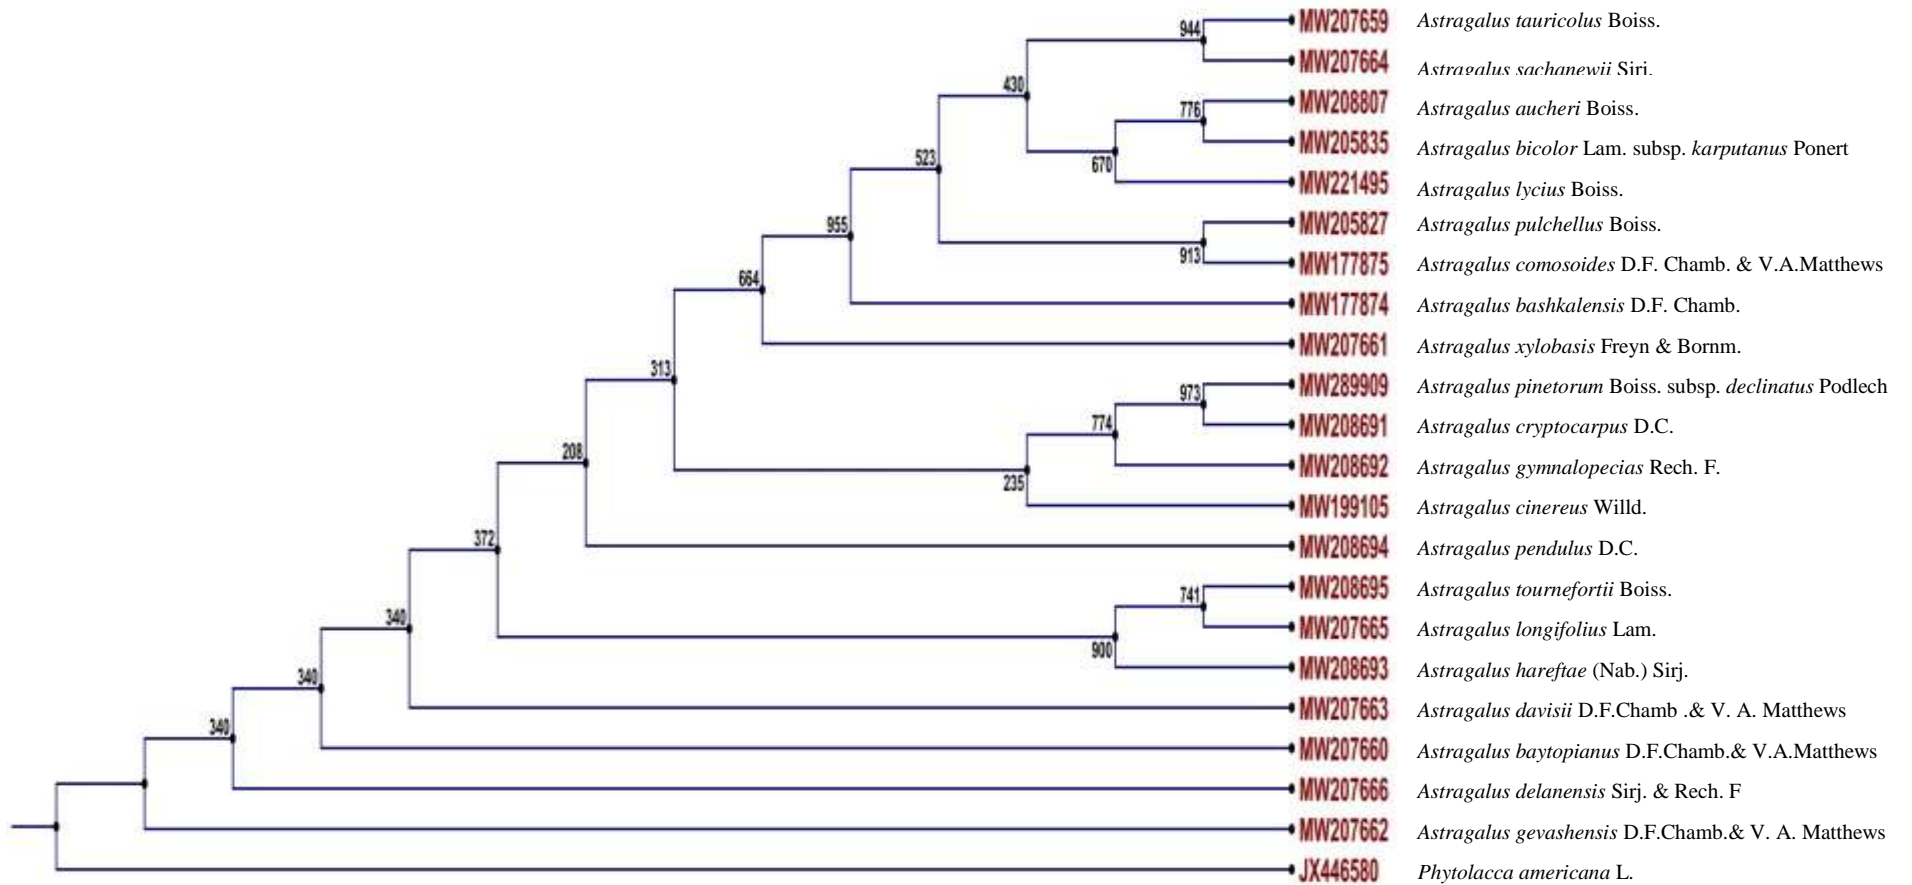 944
MW207659 Astragalus tauricolus Boiss.
MW207664 Astragalus sachanewii Sirj.
430
776
MW208807 Astragalus aucheri Boiss.
MW205835 Astragalus bicolor Lam. subsp. karputanus Ponert
523
670
MW221495 Astragalus lycius Boiss.
955
MW205827 Astragalus pulchellus Boiss.
913
MW177875 Astragalus comosoides D.F. Chamb. & V.A.Matthews
664
MW177874 Astragalus bashkalensis D.F. Chamb.
MW207661 Astragalus xylobasis Freyn & Bornm.
313
973
MW289909 Astragalus pinetorum Boiss. subsp. declinatus Podlech
774
MW208691 Astragalus cryptocarpus D.C.
208
MW208692 Astragalus gymnalopecias Rech. F.
235
MW199105 Astragalus cinereus Willd.
372
MW208694 Astragalus pendulus D.C.
741
MW208695 Astragalus tournefortii Boiss.
340
MW207665 Astragalus longifolius Lam.
900
MW208693 Astragalus hareftae (Nab.) Sirj.
340
MW207663 Astragalus davisii D.F.Chamb .& V. A. Matthews
340
MW207660 Astragalus baytopianus D.F.Chamb.& V.A.Matthews
MW207666 Astragalus delanensis Sirj. & Rech. F
MW207662 Astragalus gevashensis D.F.Chamb.& V. A. Matthews
JX446580 Phytolacca americana L.